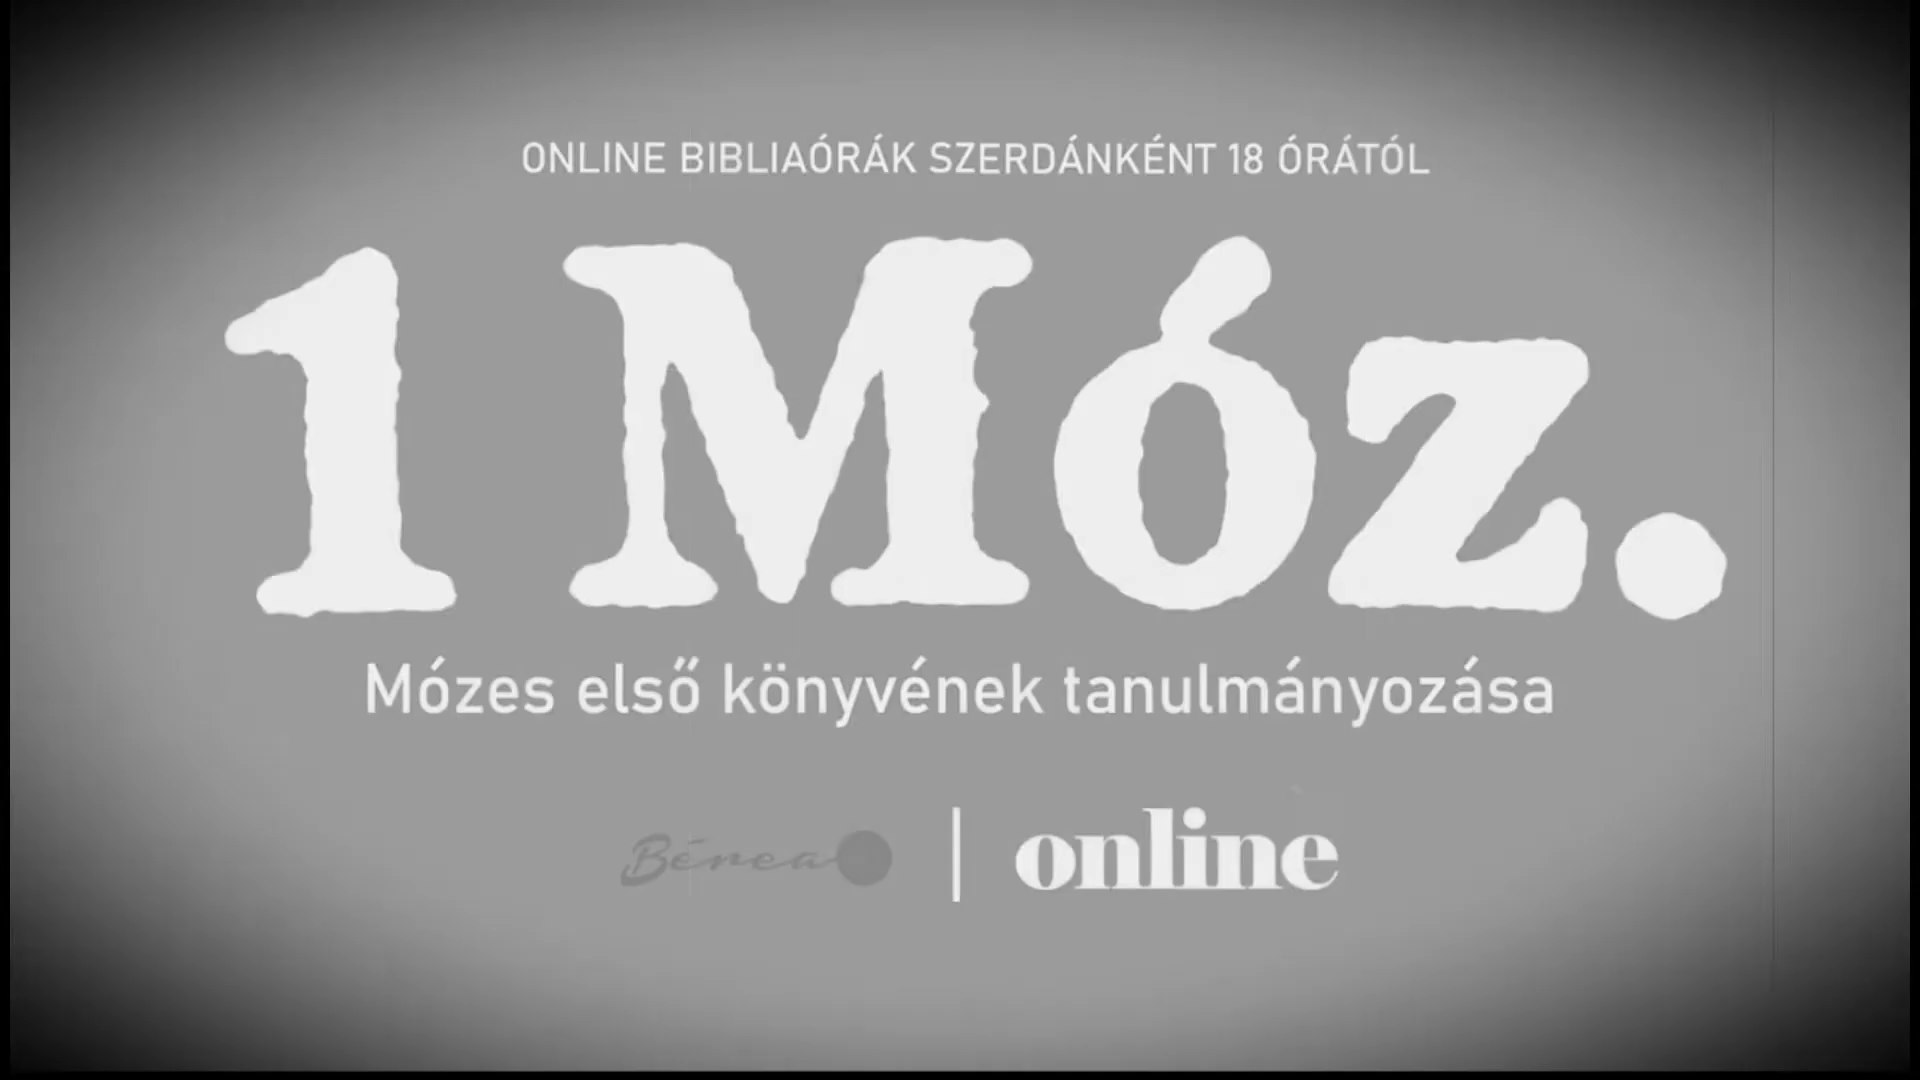 ONLINE BIBLIAÓRÁK SZERDÁNKÉNT 18 ÓRÁTÓL
1 Móz.
Mózes első könyvének tanulmányozása
Bérea | online